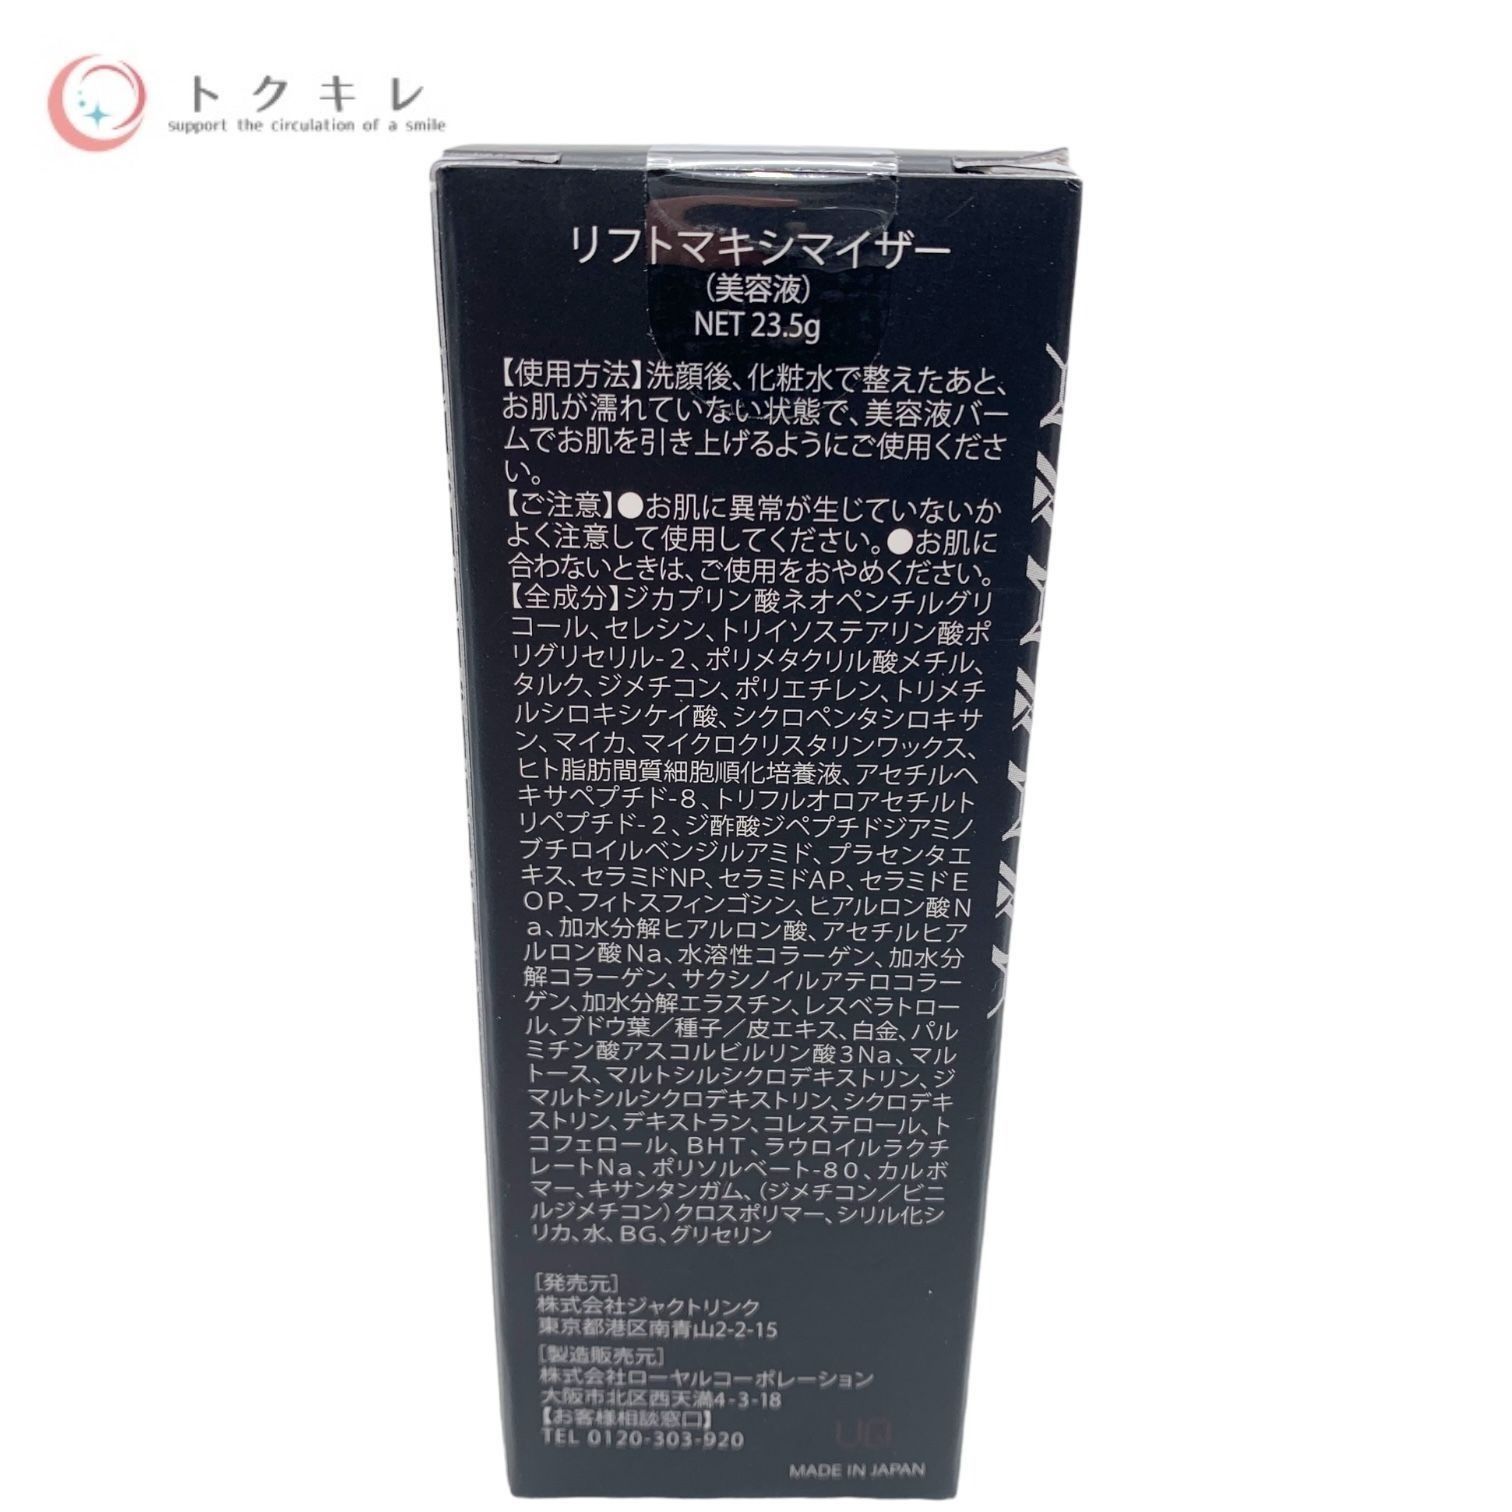 トクキレ
support the circulation of a smile
リフトマキシマイザー
(美容液)
NET 23.5g
【使用方法】洗顔後、化粧水で整えたあと、
お肌が濡れていない状態で、美容液バー
ムでお肌を引き上げるようにご使用くださ
い。
【ご注意】●お肌に異常が生じていないか
よく注意して使用してください。●お肌に
合わないときは、ご使用をおやめください。
【全成分】ジカプリン酸ネオペンチルグリ
コール、セレシン、トリイソステアリン酸ポ
リグリセリル-2、ポリメタクリル酸メチル、
タルク、ジメチコン、ポリエチレン、トリメチ
ルシロキシケイ酸、シクロペンタシロキサ
ン、マイカ、マイクロクリスタリンワックス、
ヒト脂肪間質細胞順化培養液、アセチルヘ
キサペプチド-8、トリフルオロアセチルト
リペプチド-2、ジ酢酸ジペプチドジアミノ
ブチロイルベンジルアミド、プラセンタエ
キス、セラミドNP、セラミドAP、セラミドE
OP、フィトスフィンゴシン、ヒアルロン酸N
a、加水分解ヒアルロン酸、アセチルヒア
ルロン酸Na、水溶性コラーゲン、加水分
解コラーゲン、サクシノイルアテロコラー
ゲン、加水分解エラスチン、レスベラトロー
ル、ブドウ葉/種子/皮エキス、白金、パル
ミチン酸アスコルビルリン酸3Na、マル
トース、マルトシルシクロデキストリン、ジ
マルトシルシクロデキストリン、シクロデキ
ストリン、デキストラン、コレステロール、ト
コフェロール、BHT、ラウロイルラクチ
レートNa、ポリソルベート-80、カルボ
マー、キサンタンガム、(ジメチコン/ビニ
ルジメチコン)クロスポリマー、シリル化シ
リカ、水、BG、グリセリン
[発売元]
株式会社ジャクトリンク
東京都港区南青山2-2-15
[製造販売元]
株式会社ローヤルコーポレーション
大阪市北区西天満4-3-18
【お客様相談窓口】
TEL 0120-303-920
UQ
MADE IN JAPAN